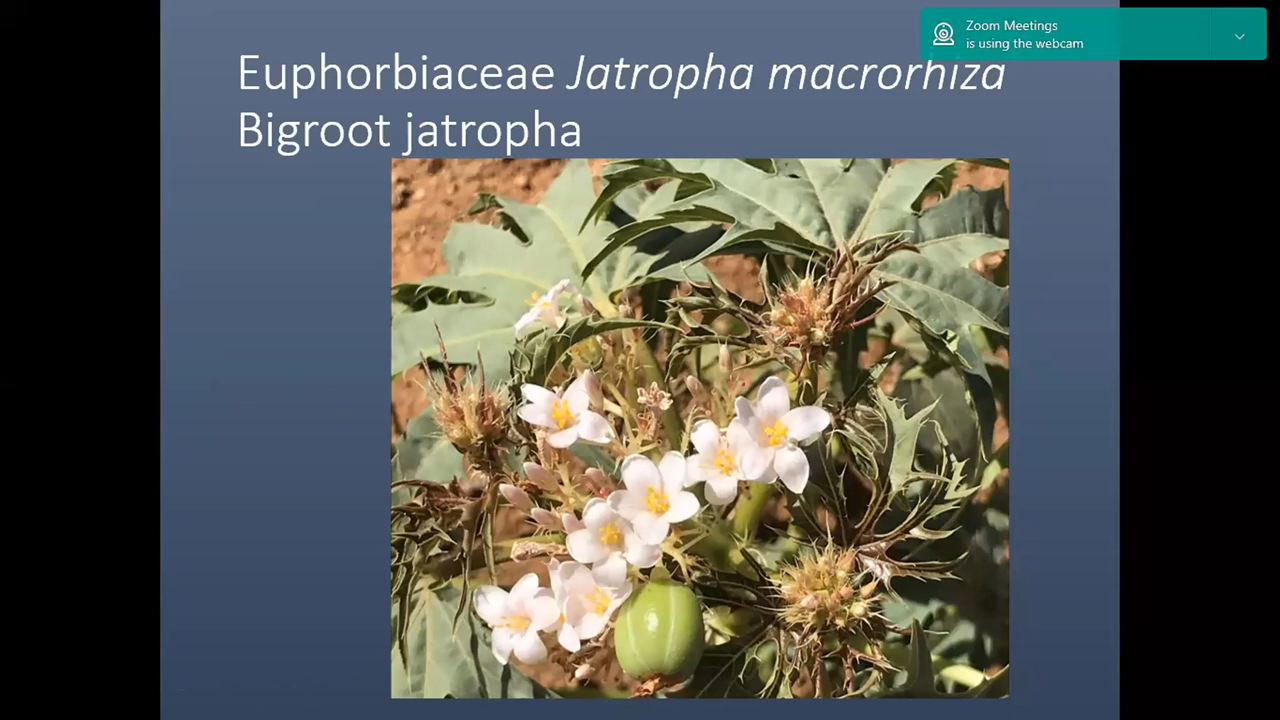 Zoom Meetings
is using the webcam
Euphorbiaceae Jatropha macrorhiza
Bigroot jatropha